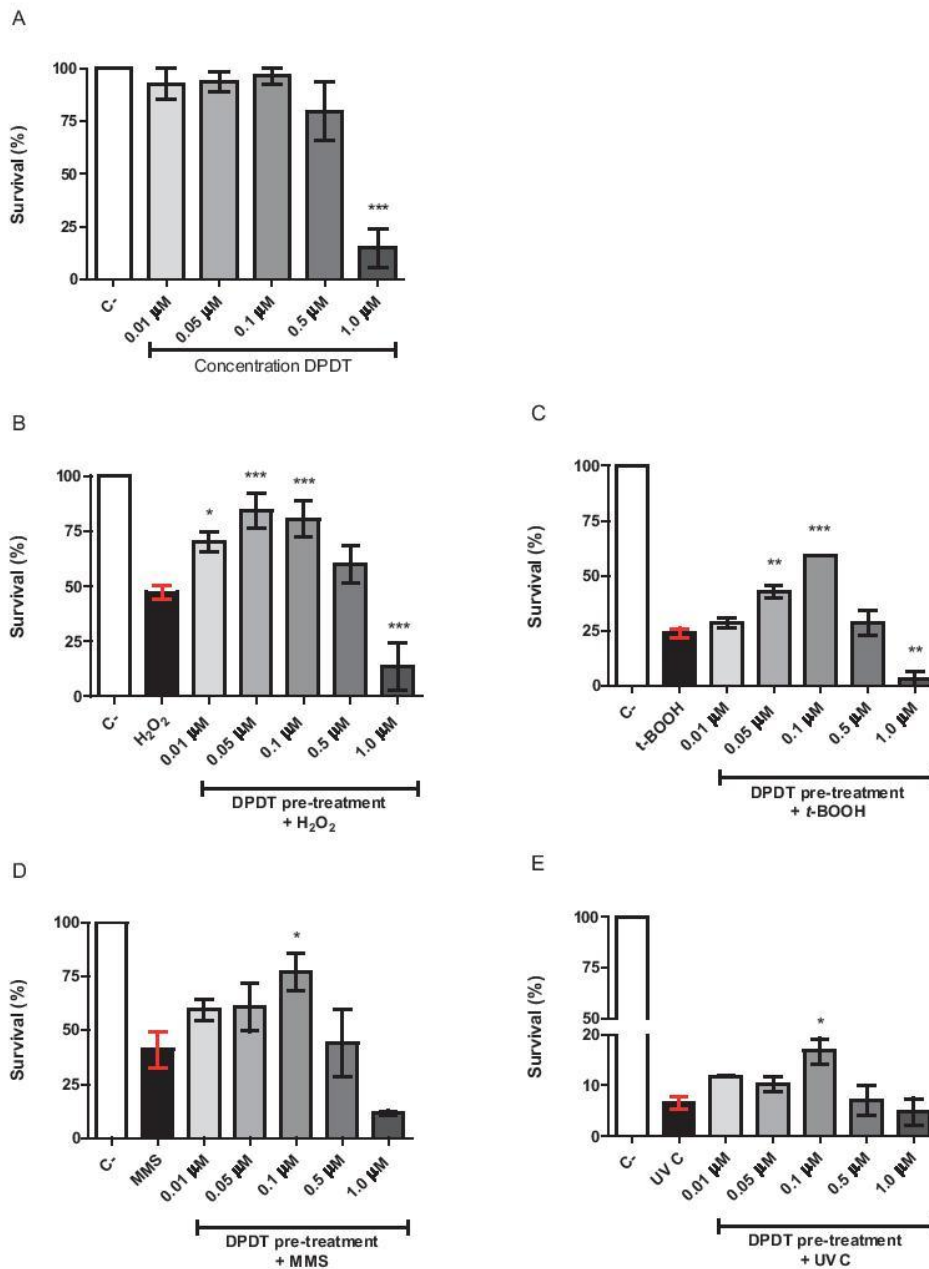 A
Survival (%)
100
75
50
25
0
***
C-
0.01 µM
0.05 µM
0.1 µM
0.5 µM
1.0 µM
Concentration DPDT
B
Survival (%)
100
75
50
25
0
*
***
***
***
C-
H₂O₂
0.01 µM
0.05 µM
0.1 µM
0.5 µM
1.0 µM
DPDT pre-treatment
+ H₂O₂
C
Survival (%)
100
75
50
25
0
**
***
**
C-
t-BOOH
0.01 µM
0.05 µM
0.1 µM
0.5 µM
1.0 µM
DPDT pre-treatment
+ t-BOOH
D
Survival (%)
100
75
50
25
0
*
C-
MMS
0.01 µM
0.05 µM
0.1 µM
0.5 µM
1.0 µM
DPDT pre-treatment
+ MMS
E
Survival (%)
100
75
50
20
10
0
*
C-
UV C
0.01 µM
0.05 µM
0.1 µM
0.5 µM
1.0 µM
DPDT pre-treatment
+ UV C